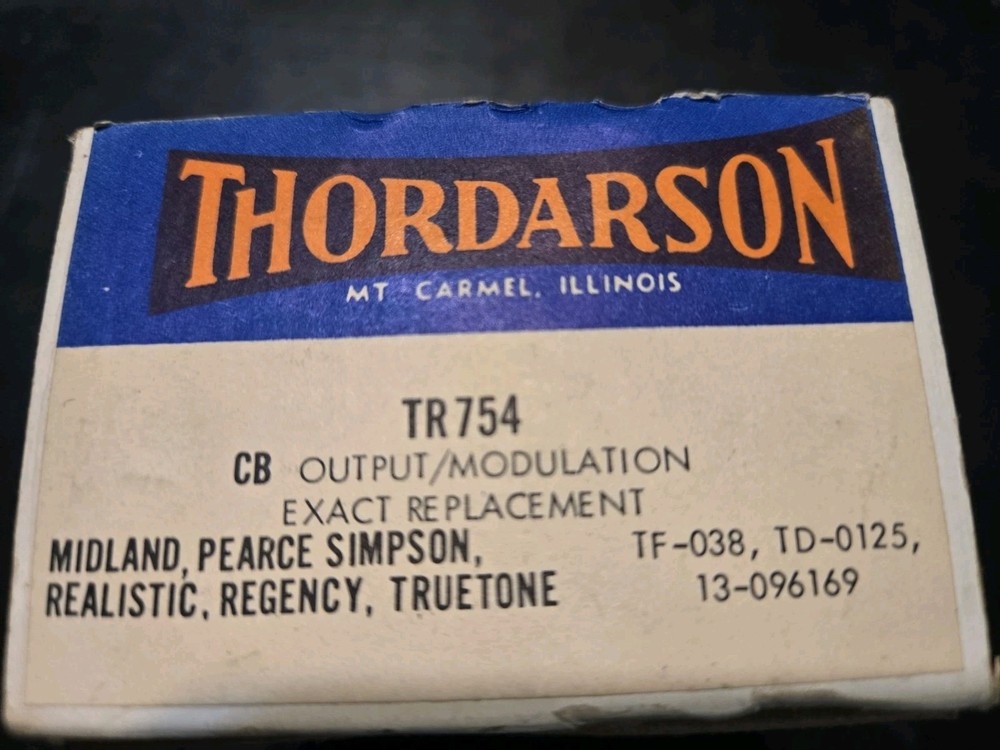 THORDARSON
MT CARMEL, ILLINOIS
TR754
CB OUTPUT/MODULATION
EXACT REPLACEMENT
MIDLAND, PEARCE SIMPSON, TF-038, TD-0125,
REALISTIC, REGENCY, TRUETONE 13-096169